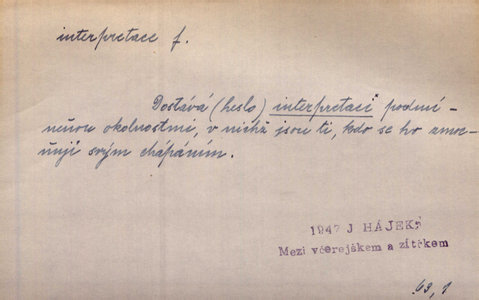 interpretace f.
Dostává (heslo) interpretaci podmí-
něnou okolnostmi, v nichž jsou ti, kdo se ho zmoc-
ňují svým chápáním.
1947 J HÁJEK:
Mezi včerejškem a zítřkem
63, 1